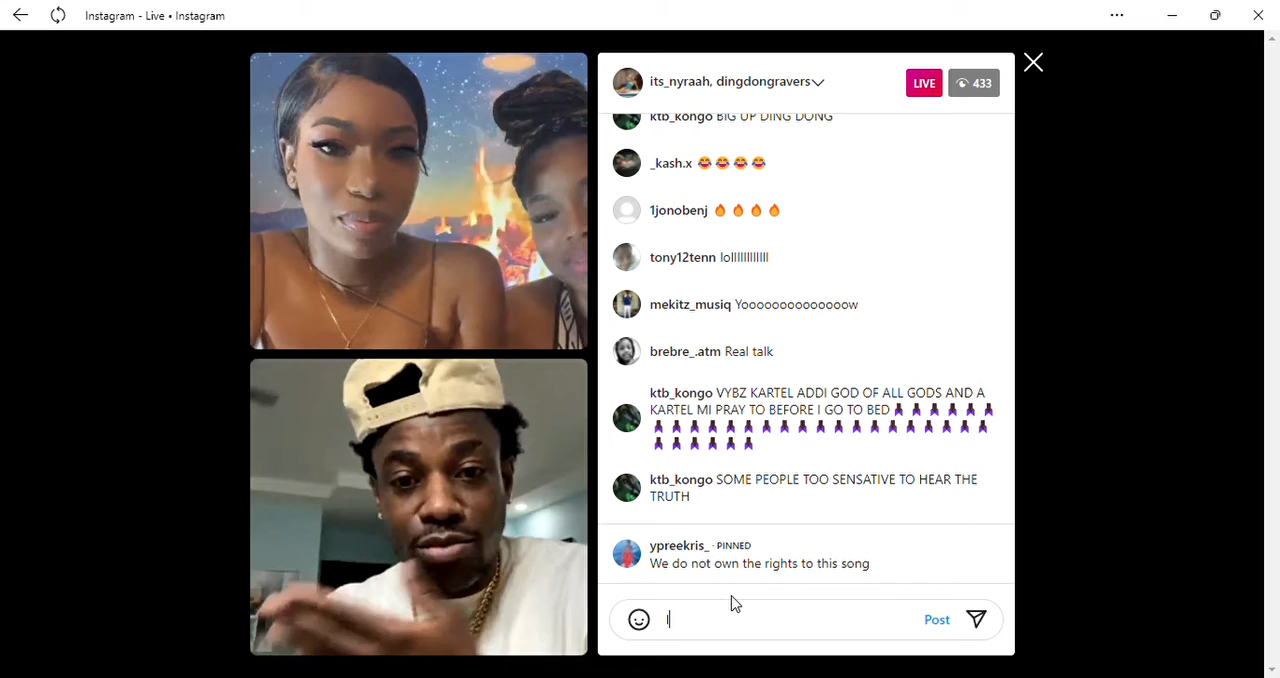 Instagram - Live • Instagram
its_nyraah, dingdongravers
LIVE
433
ktb_kongo BIG UP DING DONG
_kash.x 😂😂😂😂
1jonobenj 🔥🔥🔥🔥
mekitz_musiq Yoooooooooooooow
brebre_.atm Real talk
ktb_kongo VYBZ KARTEL ADDI GOD OF ALL GODS AND A
KARTEL MI PRAY TO BEFORE I GO TO BED
ktb_kongo SOME PEOPLE TOO SENSATIVE TO HEAR THE
TRUTH
ypreekris_ · PINNED
We do not own the rights to this song
Post
tony12tenn